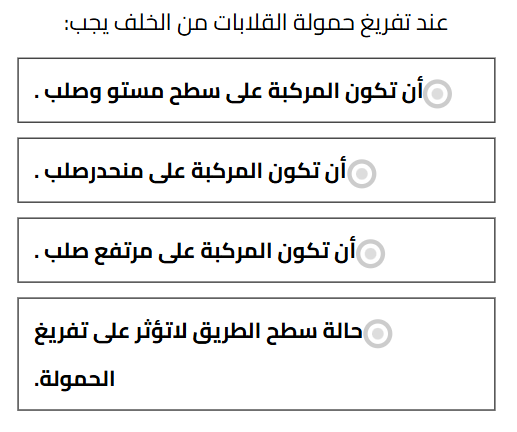 عند تفريغ حمولة القلابات من الخلف يجب:
أن تكون المركبة على سطح مستو وصلب .
أن تكون المركبة على منحدرصلب .
أن تكون المركبة على مرتفع صلب .
حالة سطح الطريق لاتؤثر على تفريغ
الحمولة.